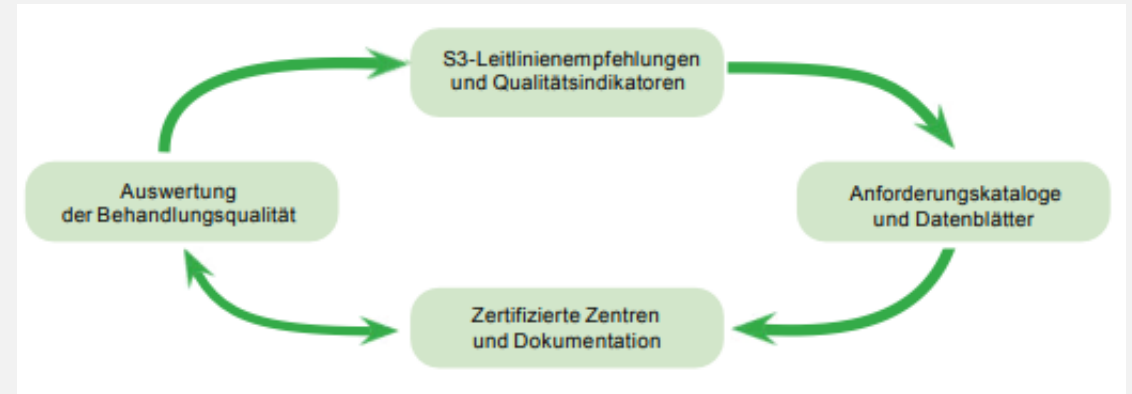 S3-Leitlinienempfehlungen
und Qualitätsindikatoren
Auswertung
der Behandlungsqualität
Anforderungskataloge
und Datenblätter
Zertifizierte Zentren
und Dokumentation